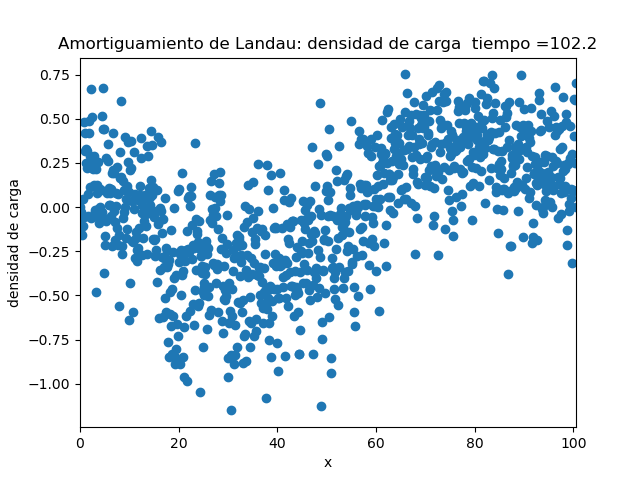 Amortiguamiento de Landau: densidad de carga  tiempo =102.2
densidad de carga
0.75
0.50
0.25
0.00
−0.25
−0.50
−0.75
−1.00
0 20 40 60 80 100
x